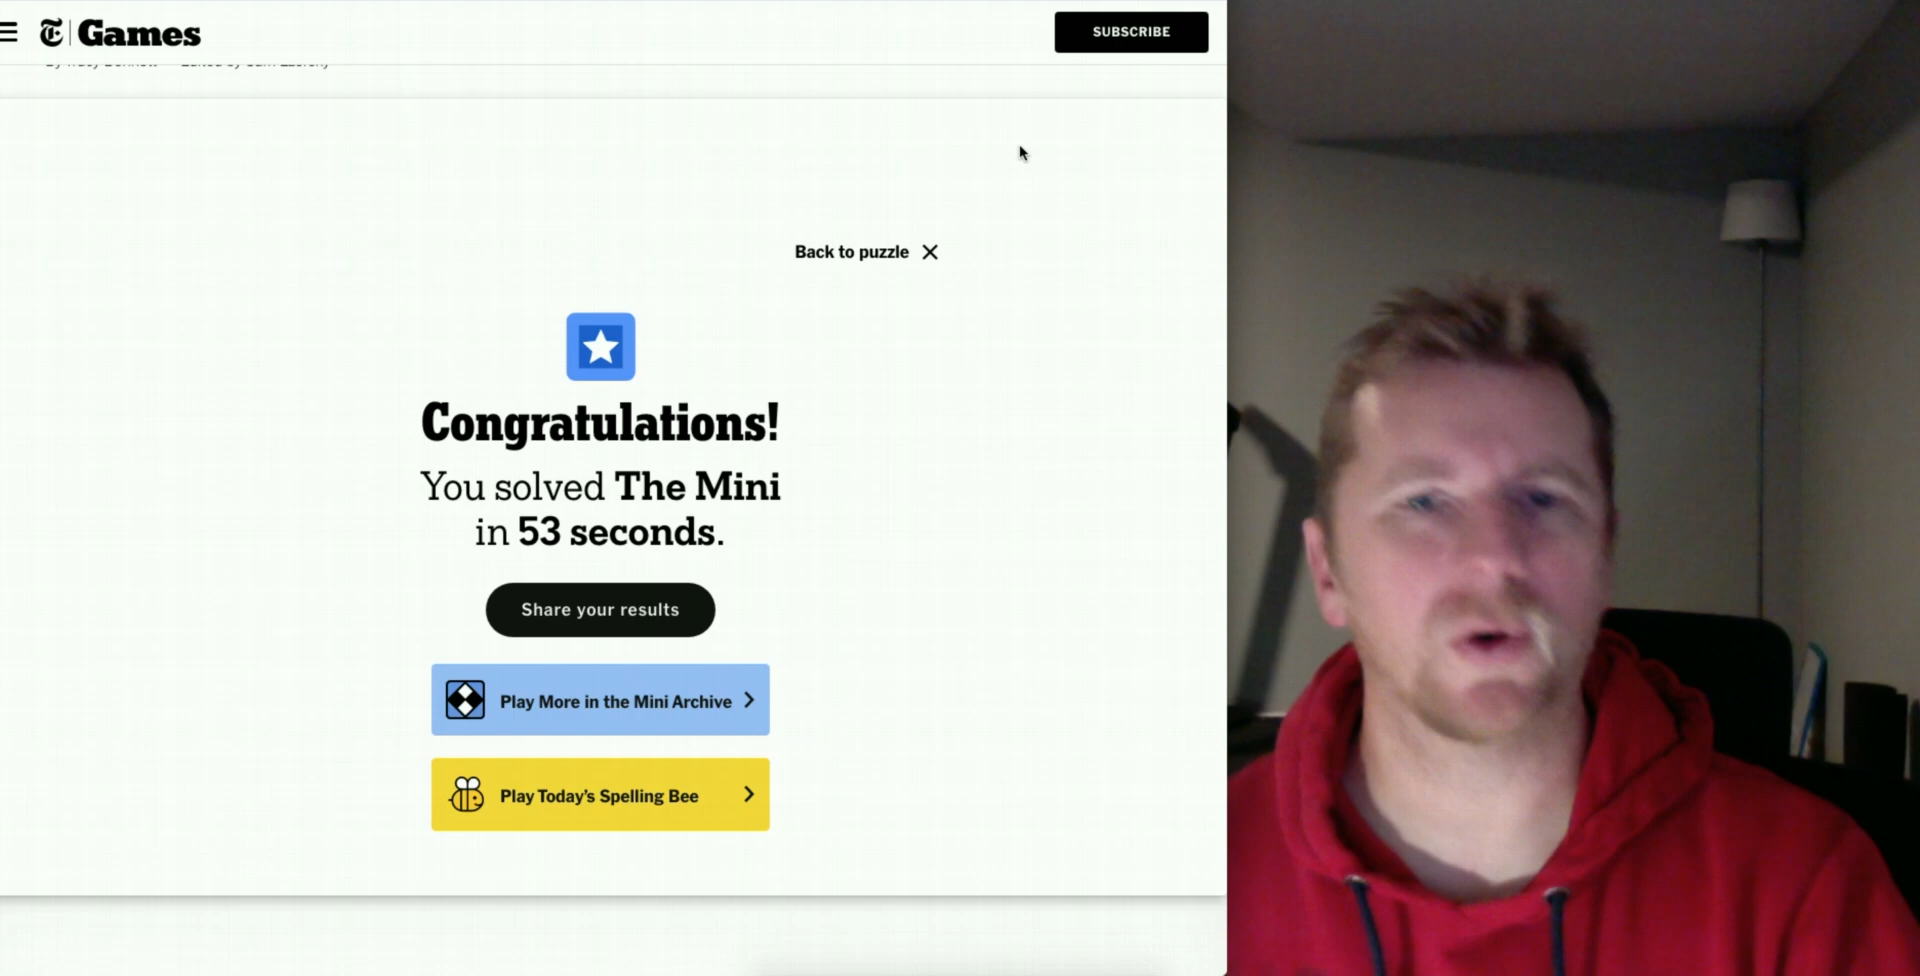 T Games
SUBSCRIBE
Back to puzzle
Congratulations!
You solved The Mini
in 53 seconds.
Share your results
Play More in the Mini Archive
Play Today's Spelling Bee